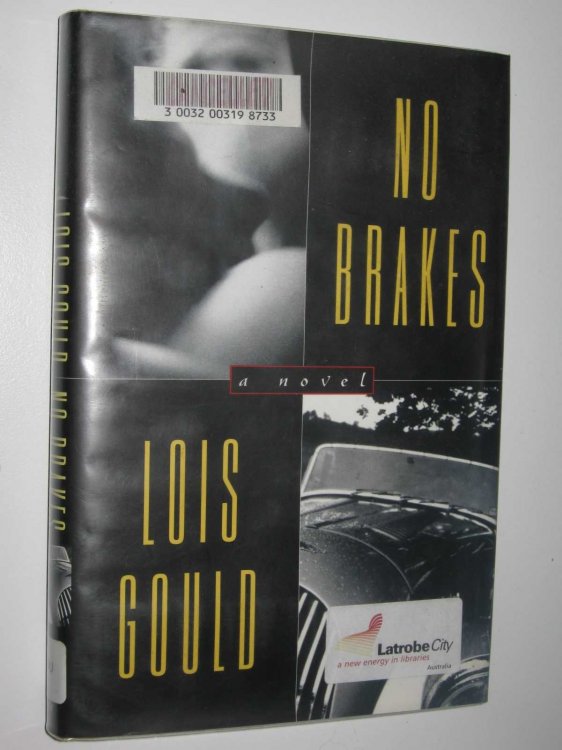 3 0032 00319 8733
NO
BRAKES
a novel
LOIS
GOULD
Latrobe City
a new energy in libraries
Australia
LOIS GOULD NO BRAKES